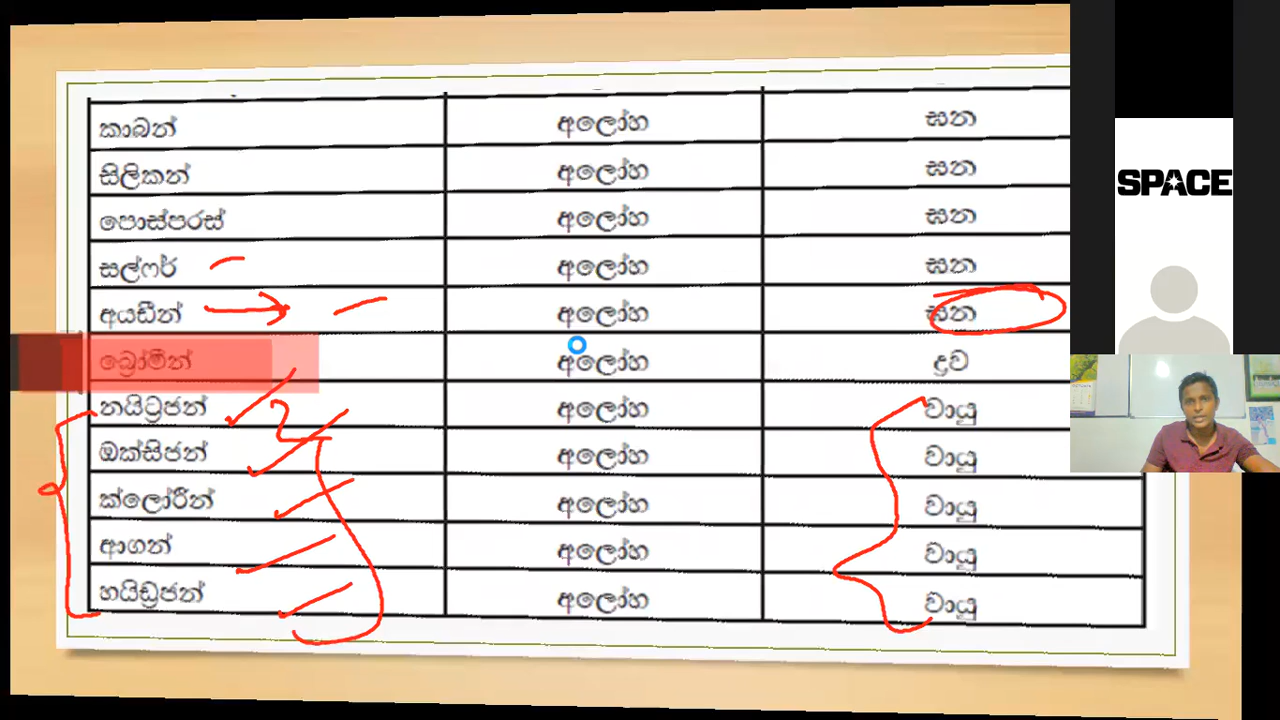 කාබන් අලෝහ ඝන
සිලිකන් අලෝහ ඝන
පොස්පරස් අලෝහ ඝන
සල්ෆර් අලෝහ ඝන
අයඩීන් අලෝහ ඝන
බ්‍රෝමීන් අලෝහ ද්‍රව
නයිට්‍රජන් අලෝහ වායු
ඔක්සිජන් අලෝහ වායු
ක්ලෝරීන් අලෝහ වායු
ආගන් අලෝහ වායු
හයිඩ්‍රජන් අලෝහ වායු
SPACE